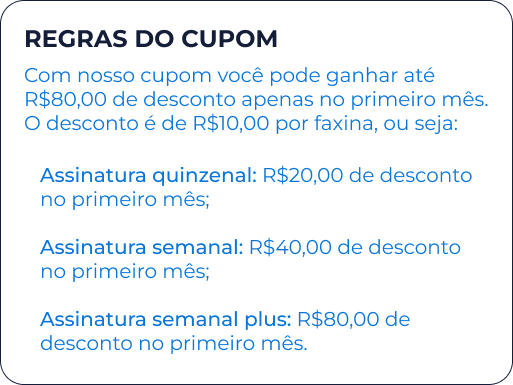 REGRAS DO CUPOM
Com nosso cupom você pode ganhar até
R$80,00 de desconto apenas no primeiro mês.
O desconto é de R$10,00 por faxina, ou seja:
Assinatura quinzenal: R$20,00 de desconto
no primeiro mês;
Assinatura semanal: R$40,00 de desconto
no primeiro mês;
Assinatura semanal plus: R$80,00 de
desconto no primeiro mês.